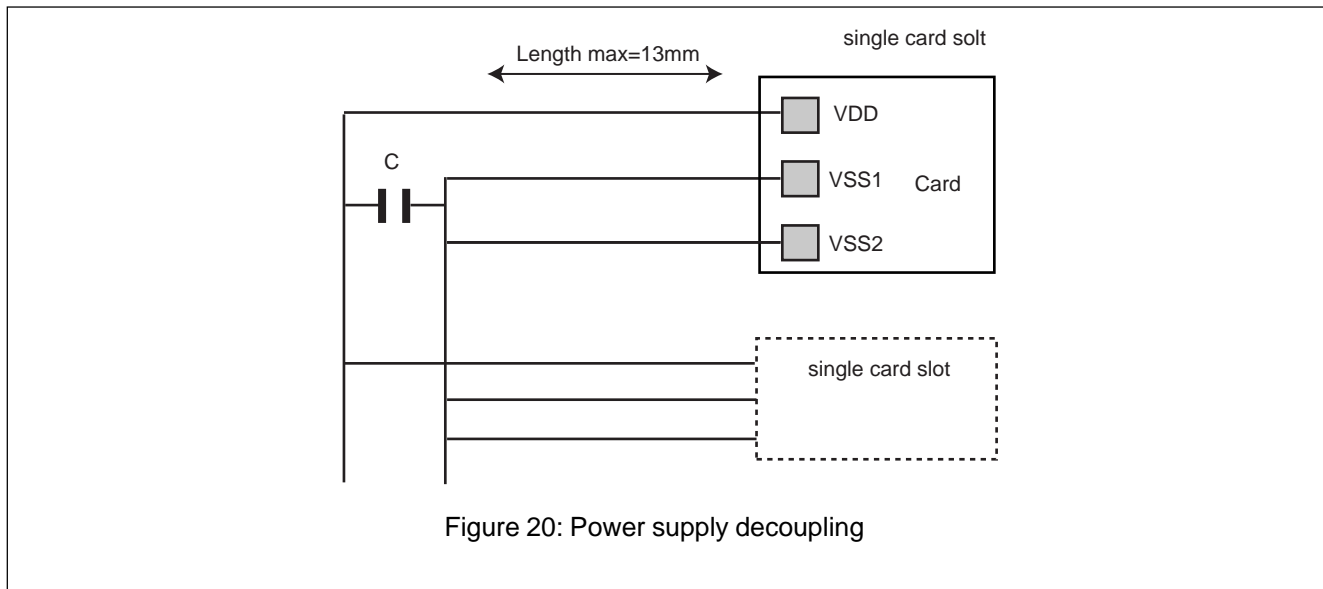 single card solt
Length max=13mm
VDD
C
VSS1
Card
VSS2
single card slot
Figure 20: Power supply decoupling